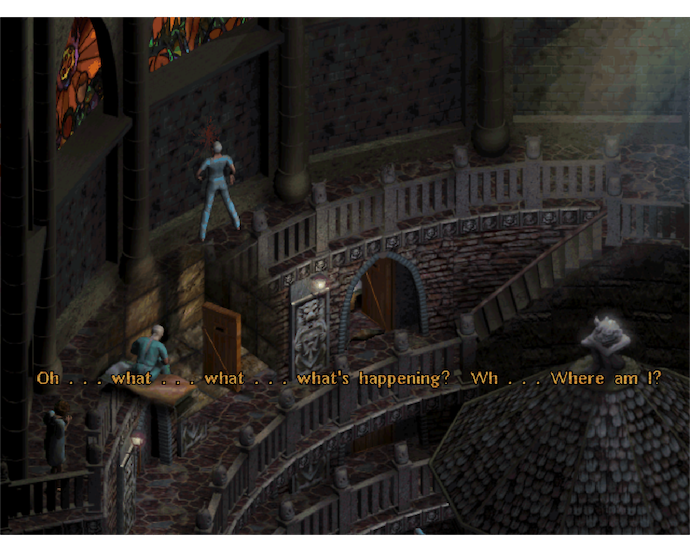 Oh . . . what . . . what . . . what's happening? Wh . . . Where am I?